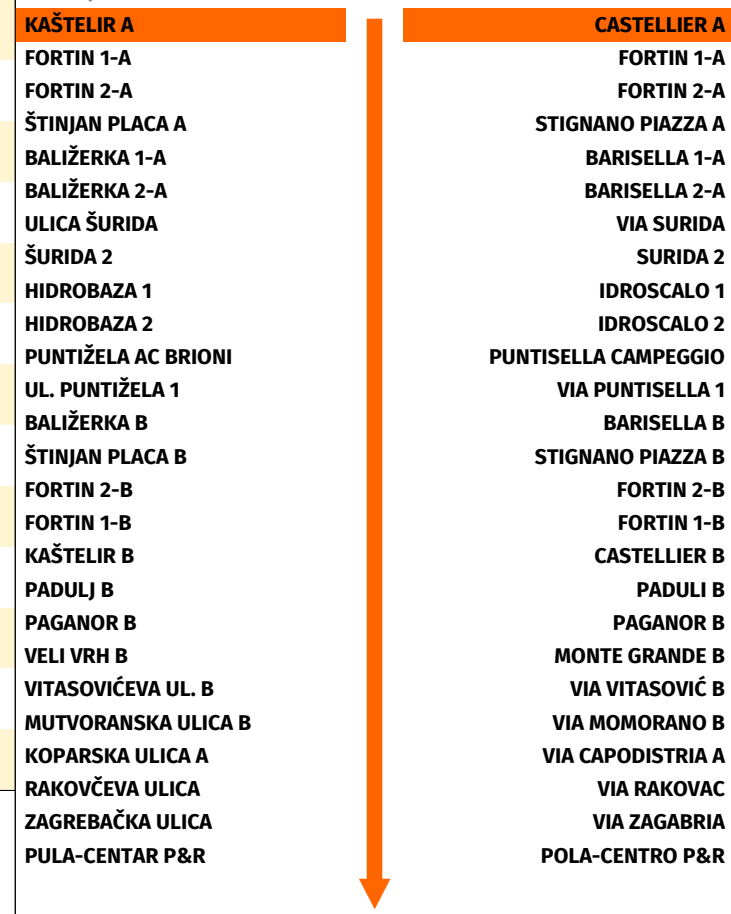 KAŠTELIR A CASTELLIER A
FORTIN 1-A FORTIN 1-A
FORTIN 2-A FORTIN 2-A
ŠTINJAN PLACA A STIGNANO PIAZZA A
BALIŽERKA 1-A BARISELLA 1-A
BALIŽERKA 2-A BARISELLA 2-A
ULICA ŠURIDA VIA SURIDA
ŠURIDA 2 SURIDA 2
HIDROBAZA 1 IDROSCALO 1
HIDROBAZA 2 IDROSCALO 2
PUNTIŽELA AC BRIONI PUNTISELLA CAMPEGGIO
UL. PUNTIŽELA 1 VIA PUNTISELLA 1
BALIŽERKA B BARISELLA B
ŠTINJAN PLACA B STIGNANO PIAZZA B
FORTIN 2-B FORTIN 2-B
FORTIN 1-B FORTIN 1-B
KAŠTELIR B CASTELLIER B
PADULJ B PADULI B
PAGANOR B PAGANOR B
VELI VRH B MONTE GRANDE B
VITASOVIĆEVA UL. B VIA VITASOVIĆ B
MUTVORANSKA ULICA B VIA MOMORANO B
KOPARSKA ULICA A VIA CAPODISTRIA A
RAKOVČEVA ULICA VIA RAKOVAC
ZAGREBAČKA ULICA VIA ZAGABRIA
PULA-CENTAR P&R POLA-CENTRO P&R